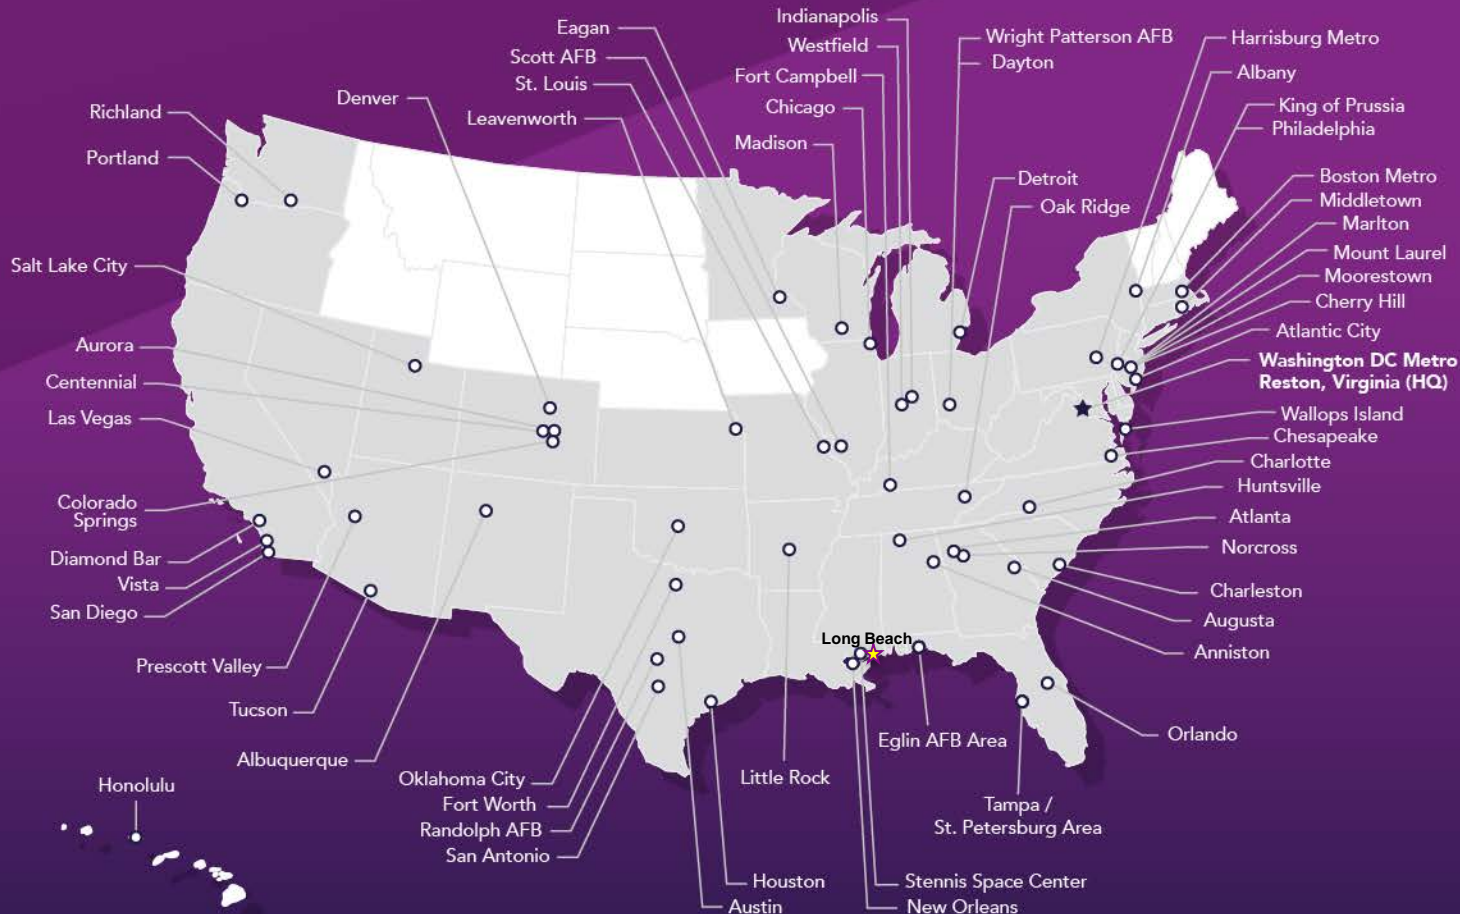 Eagan
Scott AFB
St. Louis
Denver
Leavenworth
Richland
Portland
Salt Lake City
Aurora
Centennial
Las Vegas
Colorado
Springs
Diamond Bar
Vista
San Diego
Prescott Valley
Tucson
Albuquerque
Honolulu
Indianapolis
Westfield
Fort Campbell
Chicago
Madison
Wright Patterson AFB
Dayton
Detroit
Oak Ridge
Harrisburg Metro
Albany
King of Prussia
Philadelphia
Boston Metro
Middletown
Marlton
Mount Laurel
Moorestown
Cherry Hill
Atlantic City
Washington DC Metro
Reston, Virginia (HQ)
Wallops Island
Chesapeake
Charlotte
Huntsville
Atlanta
Norcross
Charleston
Augusta
Anniston
Orlando
Long Beach
Eglin AFB Area
Tampa /
St. Petersburg Area
Little Rock
Oklahoma City
Fort Worth
Randolph AFB
San Antonio
Houston
Austin
Stennis Space Center
New Orleans